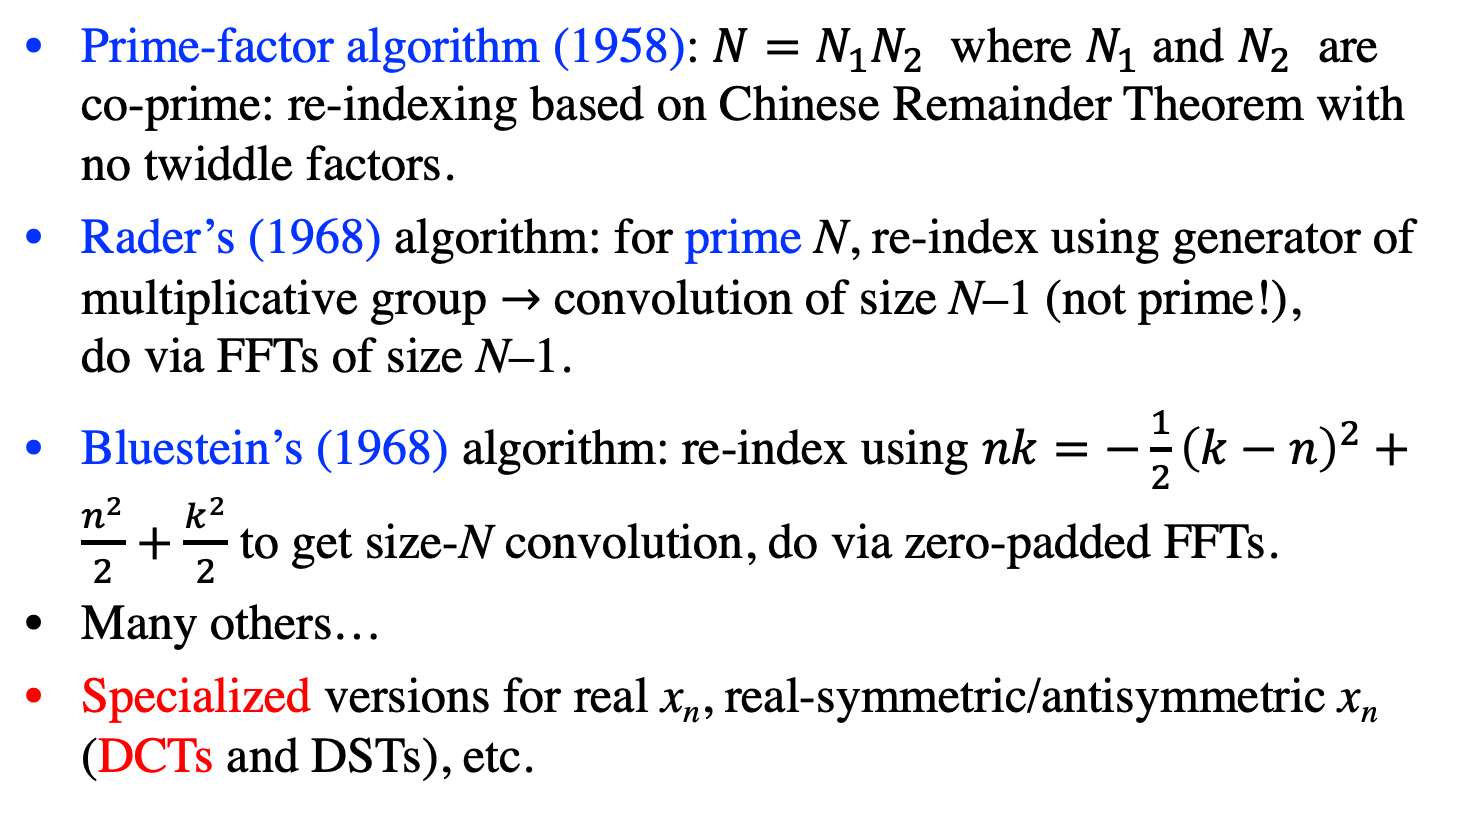 • Prime-factor algorithm (1958): N = N₁N₂ where N₁ and N₂ are
co-prime: re-indexing based on Chinese Remainder Theorem with
no twiddle factors.
• Rader’s (1968) algorithm: for prime N, re-index using generator of
multiplicative group → convolution of size N–1 (not prime!),
do via FFTs of size N–1.
• Bluestein’s (1968) algorithm: re-index using nk = −½(k − n)² +
n²/2 + k²/2 to get size-N convolution, do via zero-padded FFTs.
• Many others…
• Specialized versions for real xₙ, real-symmetric/antisymmetric xₙ
(DCTs and DSTs), etc.